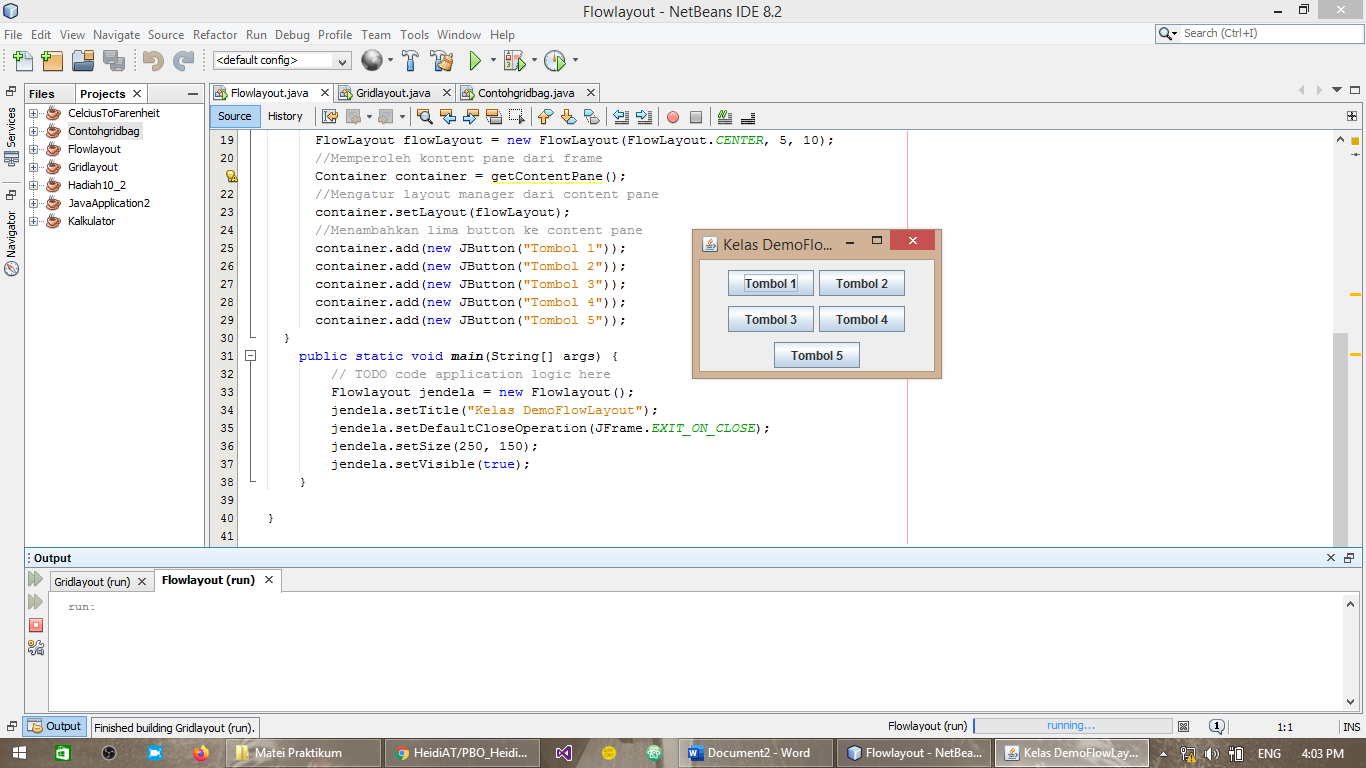 Flowlayout - NetBeans IDE 8.2
File Edit View Navigate Source Refactor Run Debug Profile Team Tools Window Help
Search (Ctrl+I)
<default config>
Files Projects
Services
Navigator
CelciusToFarenheit
Contohgridbag
Flowlayout
Gridlayout
Hadiah10_2
JavaApplication2
Kalkulator
Flowlayout.java Gridlayout.java Contohgridbag.java
Source History
19 FlowLayout flowLayout = new FlowLayout(FlowLayout.CENTER, 5, 10);
20 //Memperoleh kontent pane dari frame
Container container = getContentPane();
22 //Mengatur layout manager dari content pane
23 container.setLayout(flowLayout);
24 //Menambahkan lima button ke content pane
25 container.add(new JButton("Tombol 1"));
26 container.add(new JButton("Tombol 2"));
27 container.add(new JButton("Tombol 3"));
28 container.add(new JButton("Tombol 4"));
29 container.add(new JButton("Tombol 5"));
30 }
31 public static void main(String[] args) {
32 // TODO code application logic here
33 Flowlayout jendela = new Flowlayout();
34 jendela.setTitle("Kelas DemoFlowLayout");
35 jendela.setDefaultCloseOperation(JFrame.EXIT_ON_CLOSE);
36 jendela.setSize(250, 150);
37 jendela.setVisible(true);
38 }
39
40 }
41
Kelas DemoFlo...
Tombol 1 Tombol 2
Tombol 3 Tombol 4
Tombol 5
Output
Gridlayout (run) Flowlayout (run)
run:
Output
Finished building Gridlayout (run).
Flowlayout (run) running...
1
1:1 INS
Matei Praktikum
HeidiAT/PBO_Heidi...
Document2 - Word
Flowlayout - NetBea...
Kelas DemoFlowLay...
ENG
4:03 PM